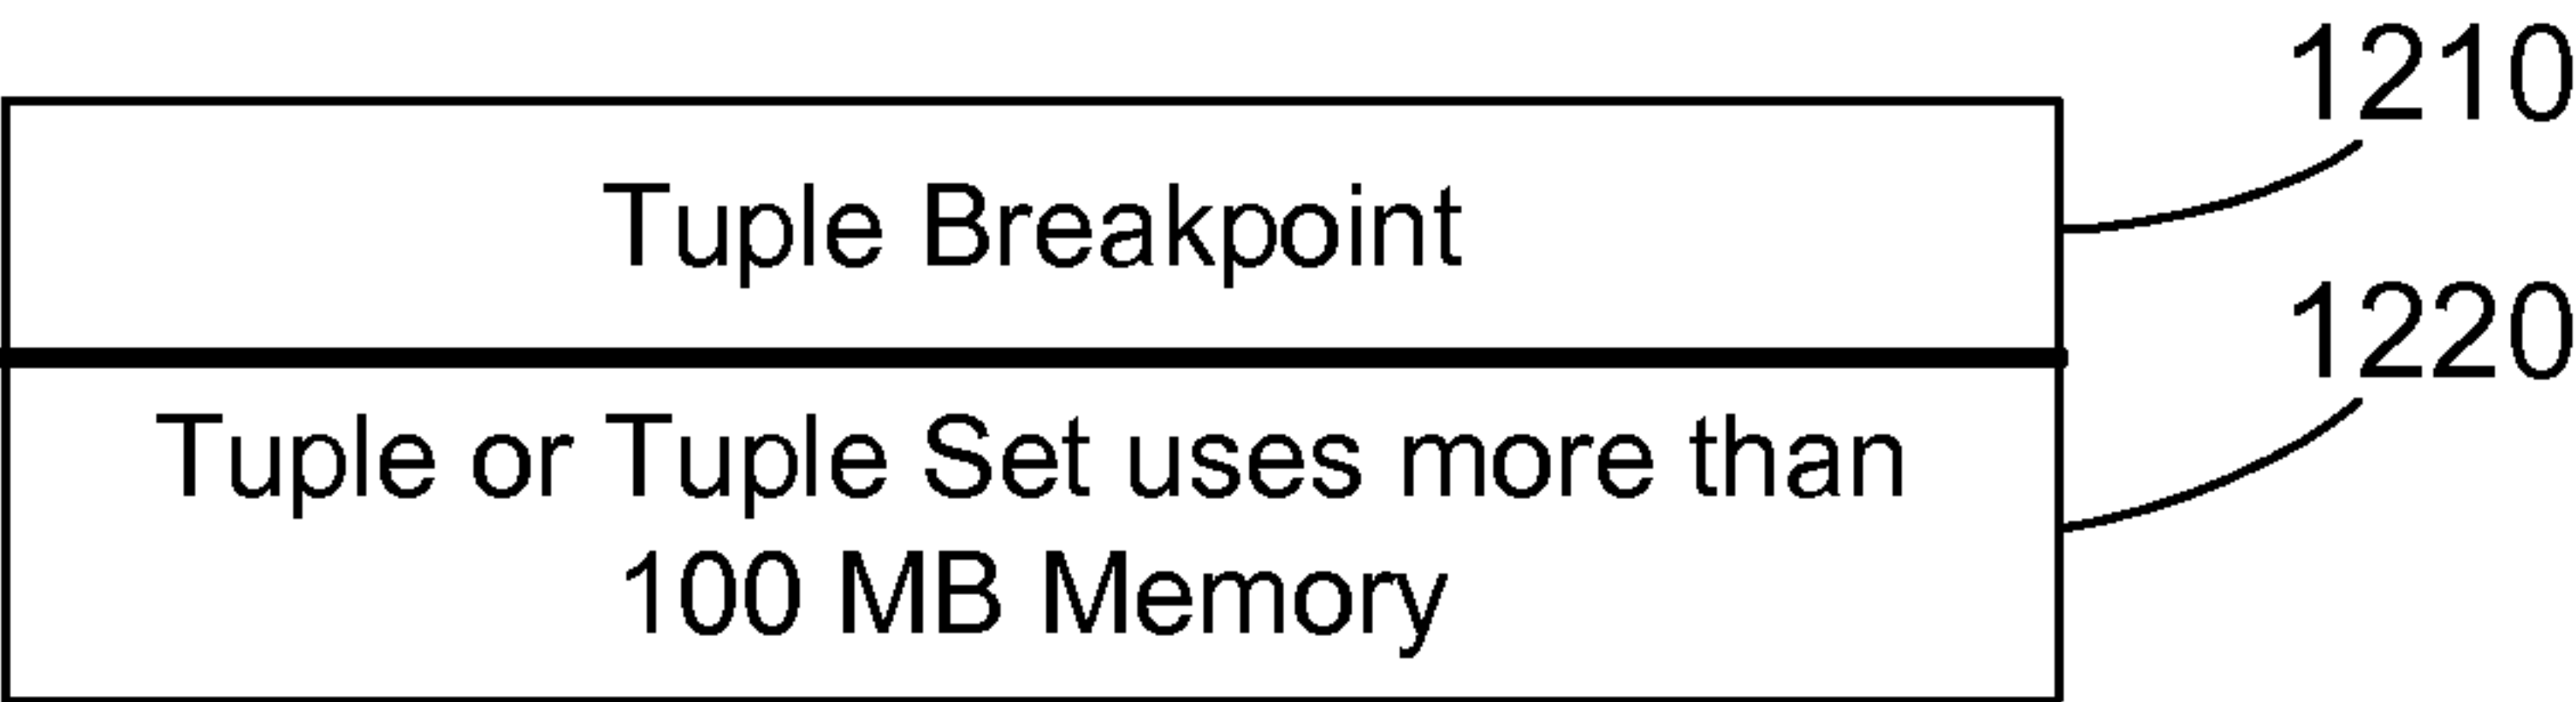 1210
Tuple Breakpoint
1220
Tuple or Tuple Set uses more than
100 MB Memory